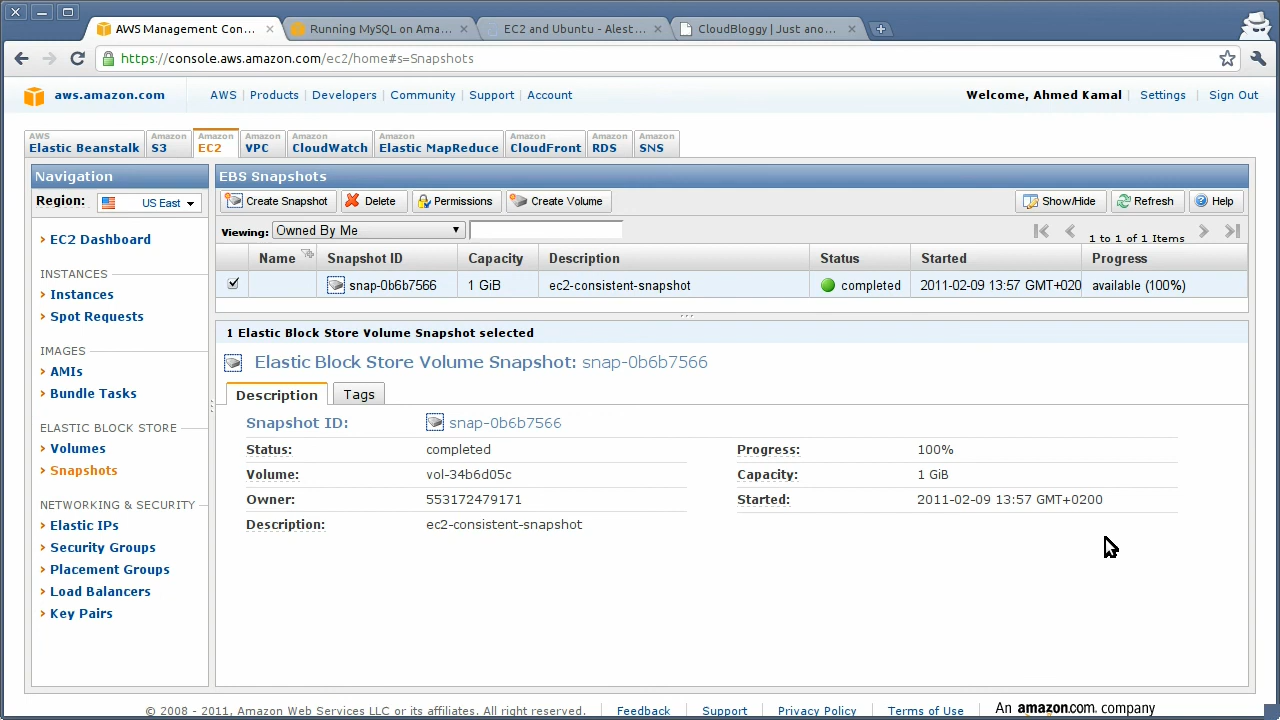 AWS Management Con... Running MySQL on Ama... EC2 and Ubuntu - Alest... CloudBloggy | Just ano...
https://console.aws.amazon.com/ec2/home#s=Snapshots
aws.amazon.com AWS | Products | Developers | Community | Support | Account Welcome, Ahmed Kamal | Settings | Sign Out
AWS Elastic Beanstalk
Amazon S3
Amazon EC2
Amazon VPC
Amazon CloudWatch
Amazon Elastic MapReduce
Amazon CloudFront
Amazon RDS
Amazon SNS
Navigation
Region: US East
EC2 Dashboard
INSTANCES
Instances
Spot Requests
IMAGES
AMIs
Bundle Tasks
ELASTIC BLOCK STORE
Volumes
Snapshots
NETWORKING & SECURITY
Elastic IPs
Security Groups
Placement Groups
Load Balancers
Key Pairs
EBS Snapshots
Create Snapshot Delete Permissions Create Volume Show/Hide Refresh Help
Viewing: Owned By Me 1 to 1 of 1 Items
Name Snapshot ID Capacity Description Status Started Progress
snap-0b6b7566 1 GiB ec2-consistent-snapshot completed 2011-02-09 13:57 GMT+020 available (100%)
1 Elastic Block Store Volume Snapshot selected
Elastic Block Store Volume Snapshot: snap-0b6b7566
Description Tags
Snapshot ID: snap-0b6b7566
Status: completed Progress: 100%
Volume: vol-34b6d05c Capacity: 1 GiB
Owner: 553172479171 Started: 2011-02-09 13:57 GMT+0200
Description: ec2-consistent-snapshot
© 2008 - 2011, Amazon Web Services LLC or its affiliates. All right reserved. | Feedback | Support | Privacy Policy | Terms of Use An amazon.com company